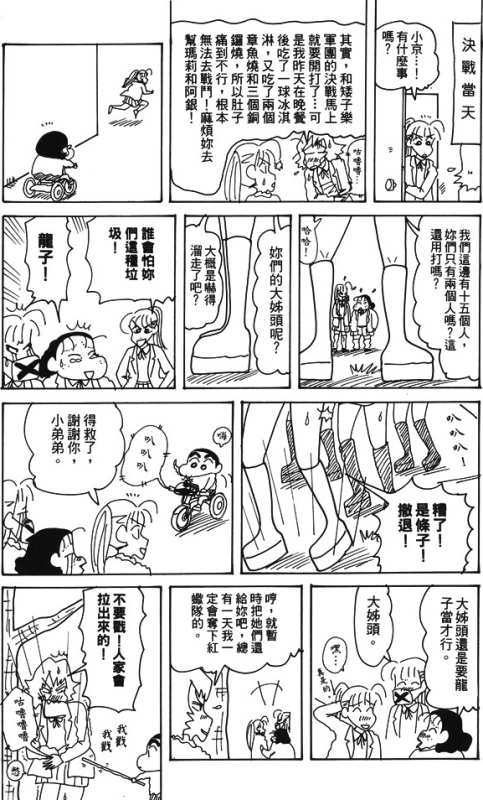 決戰當天
小京…！
有什麼事
嗎？
其實，和矮子樂
軍團的決戰馬上
就要開打了…可
是我昨天在晚餐
後吃了一球冰淇
淋，又吃了兩個
章魚燒和三個銅
鑼燒，所以肚子
痛到不行，根本
無法去戰鬥！麻煩妳去
幫瑪莉和阿銀！
咕嚕嚕…
我們這邊有十五個人，
妳們只有兩個人嗎？這
還用打嗎？
哈哈！
妳們的大姊頭呢？
大概是嚇得
溜走了吧？
誰會怕妳
們這種垃
圾！
龍子！
叭叭叭！
糟了！
是條子！
撤退！
嗨
叭叭叭
得救了，
謝謝你，
小弟弟。
大姊頭還是要龍
子當才行。
大姊頭。
嘿…
真是的
哼，就暫
時把她們還
給妳吧，總
有一天我一
定會奪下紅
蠍隊的。
不要戳！人家會
拉出來的！
我戳
我戳
咕嚕嚕嚕
憋